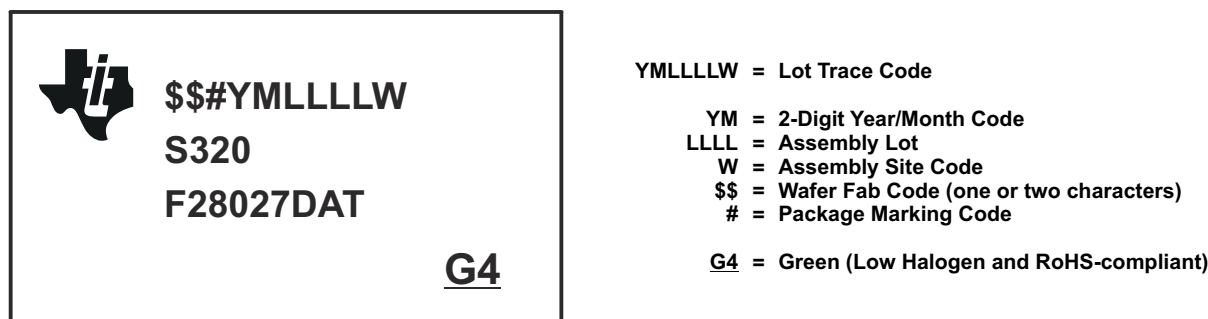 $$#YMLLLLW
S320
F28027DAT
G4
YMLLLLW = Lot Trace Code
YM = 2-Digit Year/Month Code
LLLL = Assembly Lot
W = Assembly Site Code
$$ = Wafer Fab Code (one or two characters)
# = Package Marking Code
G4 = Green (Low Halogen and RoHS-compliant)